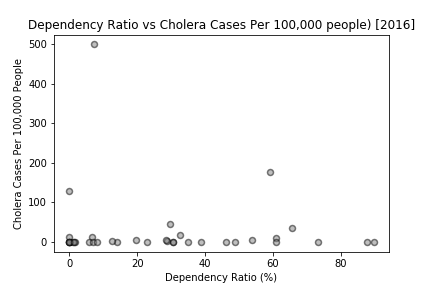 Dependency Ratio vs Cholera Cases Per 100,000 people) [2016]
500
400
300
200
100
0
Cholera Cases Per 100,000 People
0 20 40 60 80
Dependency Ratio (%)